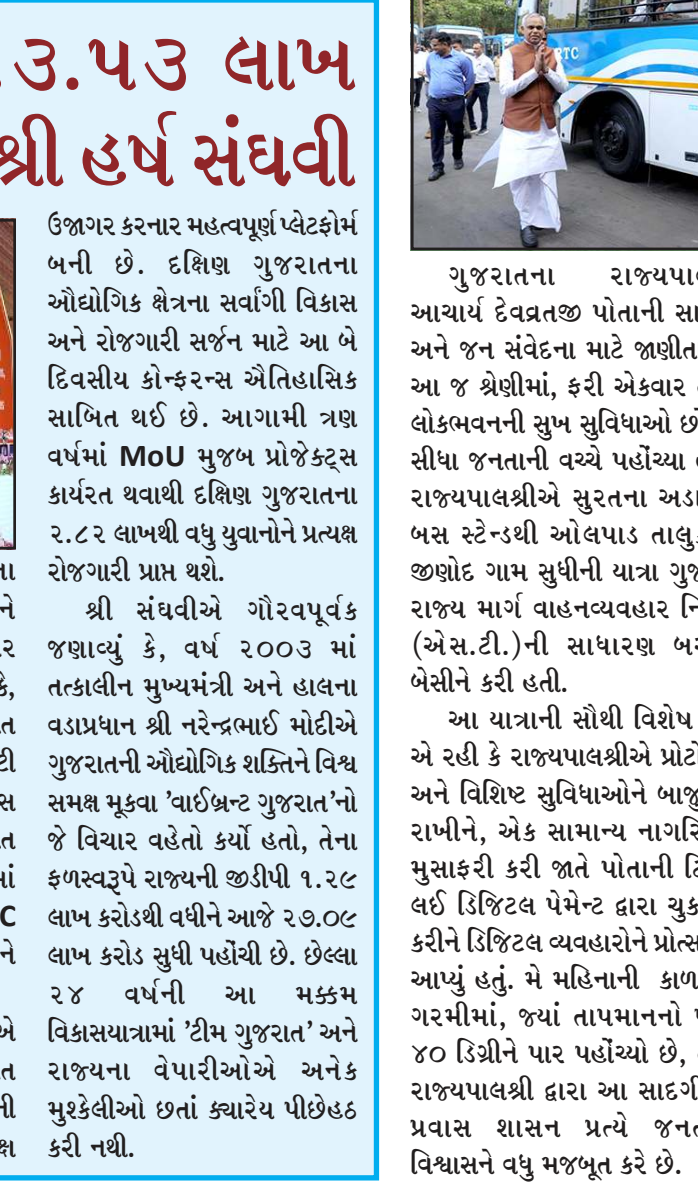 ૩.૫૩ લાખ
શ્રી હર્ષ સંઘવી
ઉજાગર કરનાર મહત્વપૂર્ણ પ્લેટફોર્મ
બની છે. દક્ષિણ ગુજરાતના
ઔદ્યોગિક ક્ષેત્રના સર્વાંગી વિકાસ
અને રોજગારી સર્જન માટે આ બે
દિવસીય કોન્ફરન્સ ઐતિહાસિક
સાબિત થઈ છે. આગામી ત્રણ
વર્ષમાં MoU મુજબ પ્રોજેક્ટ્સ
કાર્યરત થવાથી દક્ષિણ ગુજરાતના
૨.૮૨ લાખથી વધુ યુવાનોને પ્રત્યક્ષ
રોજગારી પ્રાપ્ત થશે.
શ્રી સંઘવીએ ગૌરવપૂર્વક
જણાવ્યું કે, વર્ષ ૨૦૦૩ માં
તત્કાલીન મુખ્યમંત્રી અને હાલના
વડાપ્રધાન શ્રી નરેન્દ્રભાઈ મોદીએ
ગુજરાતની ઔદ્યોગિક શક્તિને વિશ્વ
સમક્ષ મૂકવા 'વાઈબ્રન્ટ ગુજરાત'નો
જે વિચાર વહેતો કર્યો હતો, તેના
ફળસ્વરૂપે રાજ્યની જીડીપી ૧.૨૯
લાખ કરોડથી વધીને આજે ૨૭.૦૯
લાખ કરોડ સુધી પહોંચી છે. છેલ્લા
૨૪ વર્ષની આ મક્કમ
વિકાસયાત્રામાં 'ટીમ ગુજરાત' અને
રાજ્યના વેપારીઓએ અનેક
મુશ્કેલીઓ છતાં ક્યારેય પીછેહઠ
કરી નથી.
ગુજરાતના
આચાર્ય દેવવ્રતજી પોતાની
અને જન સંવેદના માટે
આ જ શ્રેણીમાં, ફરી એકવાર
લોકભવનની સુખ સુવિધાઓ
સીધા જનતાની વચ્ચે પહોંચ્યા
રાજ્યપાલશ્રીએ સુરતના
બસ સ્ટેન્ડથી ઓલપાડ
જીણોદ ગામ સુધીની યાત્રા
રાજ્ય માર્ગ વાહનવ્યવહાર
(એસ.ટી.)ની સાધારણ
બેસીને કરી હતી.
આ યાત્રાની સૌથી વિશેષ
એ રહી કે રાજ્યપાલશ્રીએ
અને વિશિષ્ટ સુવિધાઓને
રાખીને, એક સામાન્ય
મુસાફરી કરી જાતે પોતાની
લઈ ડિજિટલ પેમેન્ટ દ્વારા
કરીને ડિજિટલ વ્યવહારોને
આપ્યું હતું. મે મહિનાની
ગરમીમાં, જ્યાં તાપમાનનો
૪૦ ડિગ્રીને પાર પહોંચ્યો છે,
રાજ્યપાલશ્રી દ્વારા આ
પ્રવાસ શાસન પ્રત્યે
વિશ્વાસને વધુ મજબૂત કરે છે.